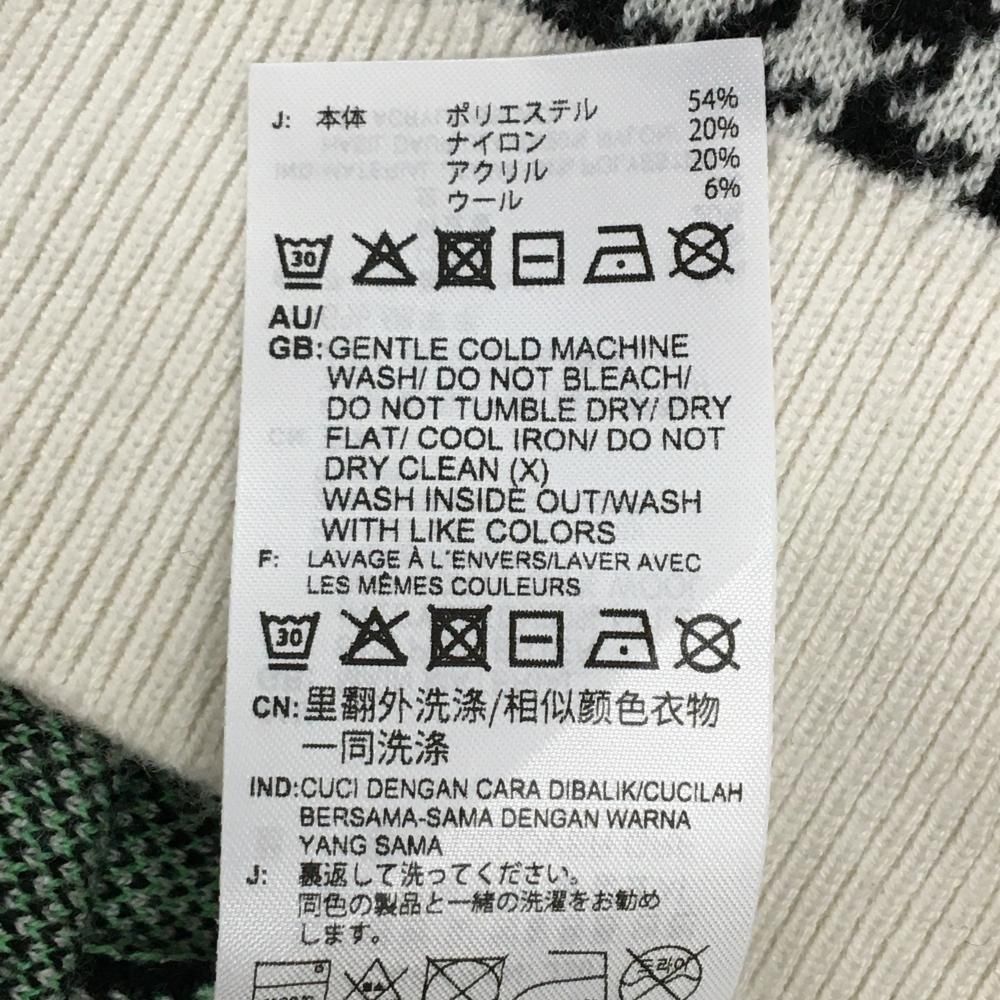 J: 本体 ポリエステル 54%
ナイロン 20%
アクリル 20%
ウール 6%
30
AU/
GB: GENTLE COLD MACHINE
WASH/ DO NOT BLEACH/
DO NOT TUMBLE DRY/ DRY
FLAT/ COOL IRON/ DO NOT
DRY CLEAN (X)
WASH INSIDE OUT/WASH
WITH LIKE COLORS
F: LAVAGE À L'ENVERS/LAVER AVEC
LES MÊMES COULEURS
30
CN: 里翻外洗涤/相似颜色衣物
一同洗涤
IND: CUCI DENGAN CARA DIBALIK/CUCILAH
BERSAMA-SAMA DENGAN WARNA
YANG SAMA
J: 裏返して洗ってください。
同色の製品と一緒の洗濯をお勧め
します。
드라이